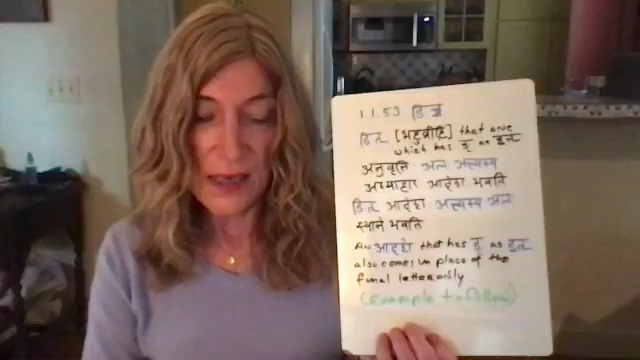 1.1.53 ङिच्च
ङित् [बहुव्रीहि] that one
which has ङ् as इत्
अनुवृत्ति अल् अन्त्यस्य
अध्याहार आदेश भवति
ङित् आदेश अन्त्यस्य अल्
स्थाने भवति
An आदेश that has ङ् as इत्
also comes in place of the
final letter only
(Example to follow)